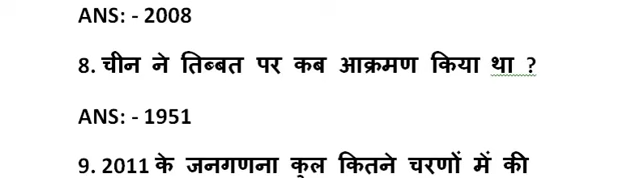 ANS: - 2008
8. चीन ने तिब्बत पर कब आक्रमण किया था ?
ANS: - 1951
9. 2011 के जनगणना कुल कितने चरणों में की